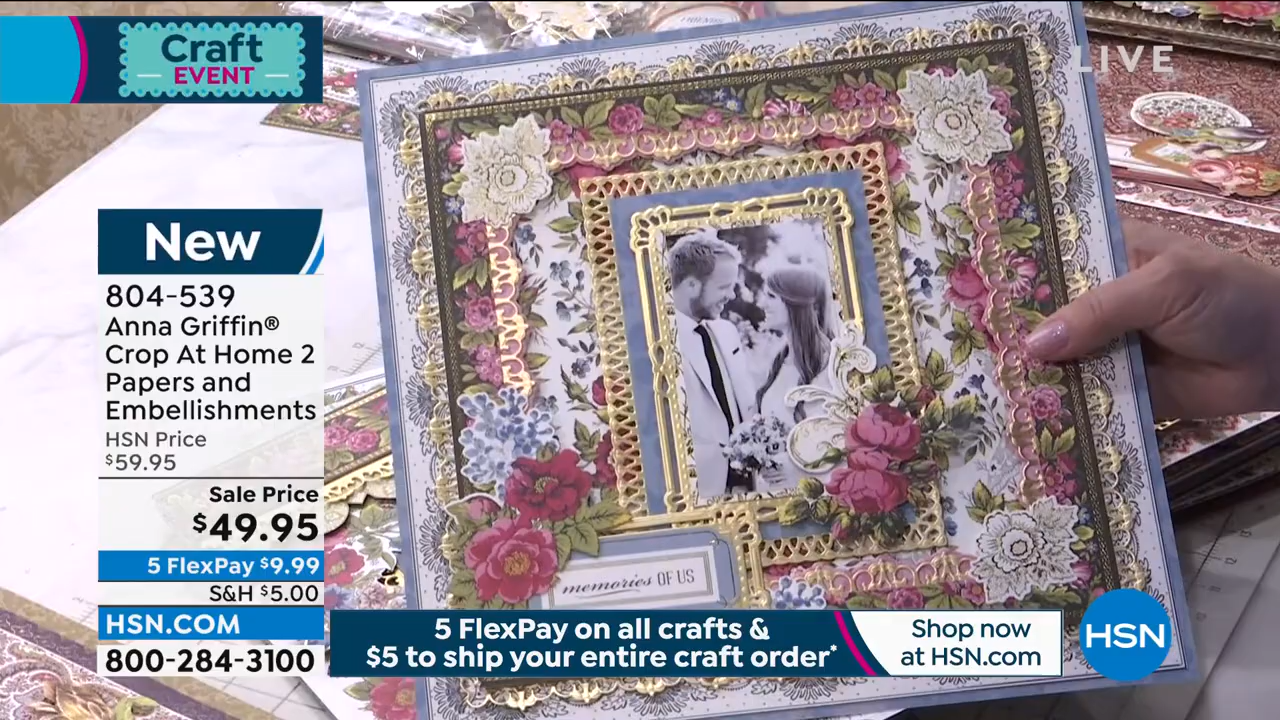 Craft
EVENT
LIVE
New
804-539
Anna Griffin®
Crop At Home 2
Papers and
Embellishments
HSN Price
$59.95
Sale Price
$49.95
5 FlexPay $9.99
S&H $5.00
HSN.COM
800-284-3100
memories OF US
5 FlexPay on all crafts &
$5 to ship your entire craft order*
Shop now
at HSN.com
HSN